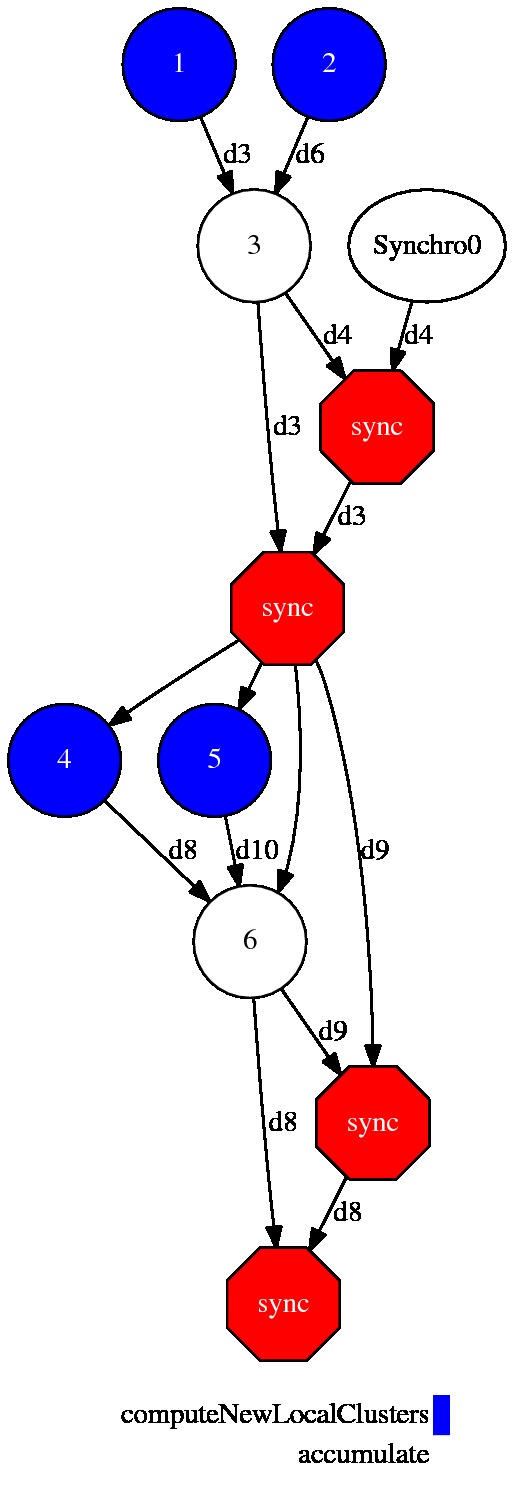 1 2
d3 d6
3 Synchro0
d4 d4
d3 sync
d3
sync
4 5
d8 d10 d9
6
d9
d8 sync
d8
sync
computeNewLocalClusters
accumulate